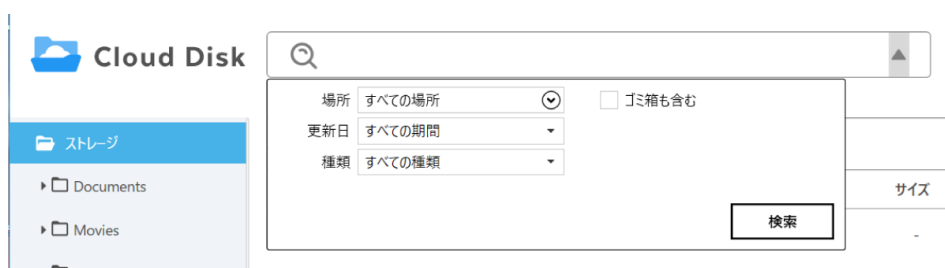 Cloud Disk
場所 すべての場所 ゴミ箱も含む
更新日 すべての期間
種類 すべての種類
検索
ストレージ
Documents
Movies
サイズ
-